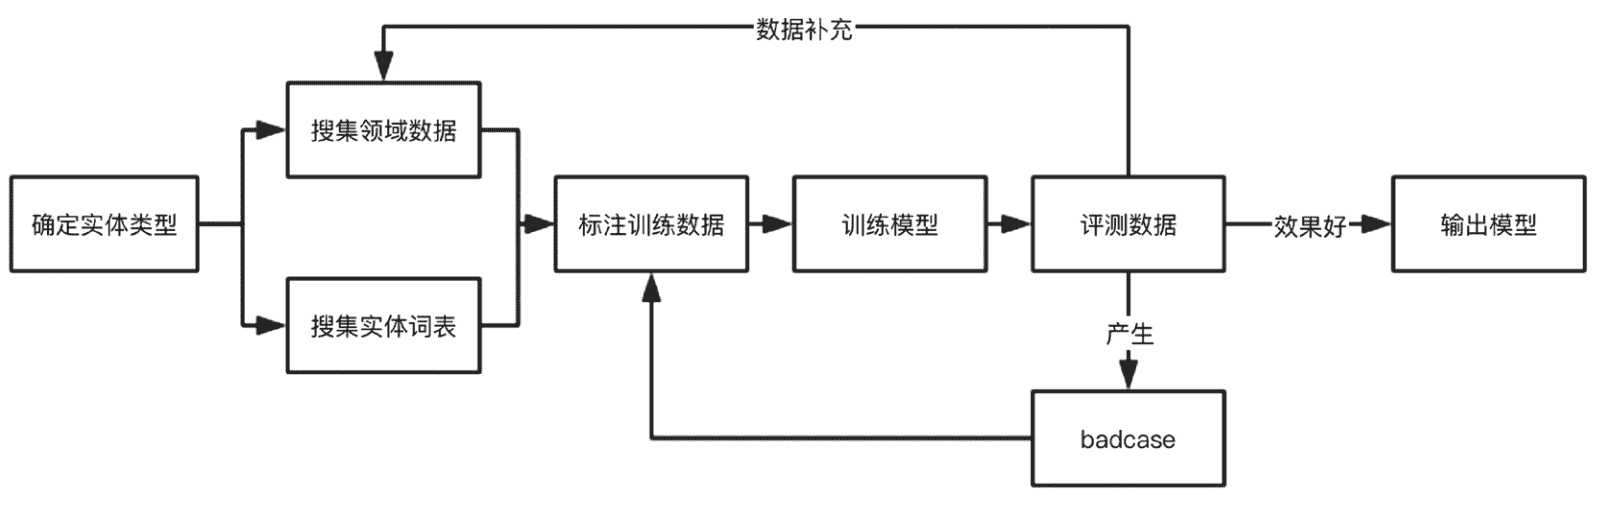 数据补充
搜集领域数据
确定实体类型
标注训练数据
训练模型
评测数据
效果好
输出模型
搜集实体词表
产生
badcase